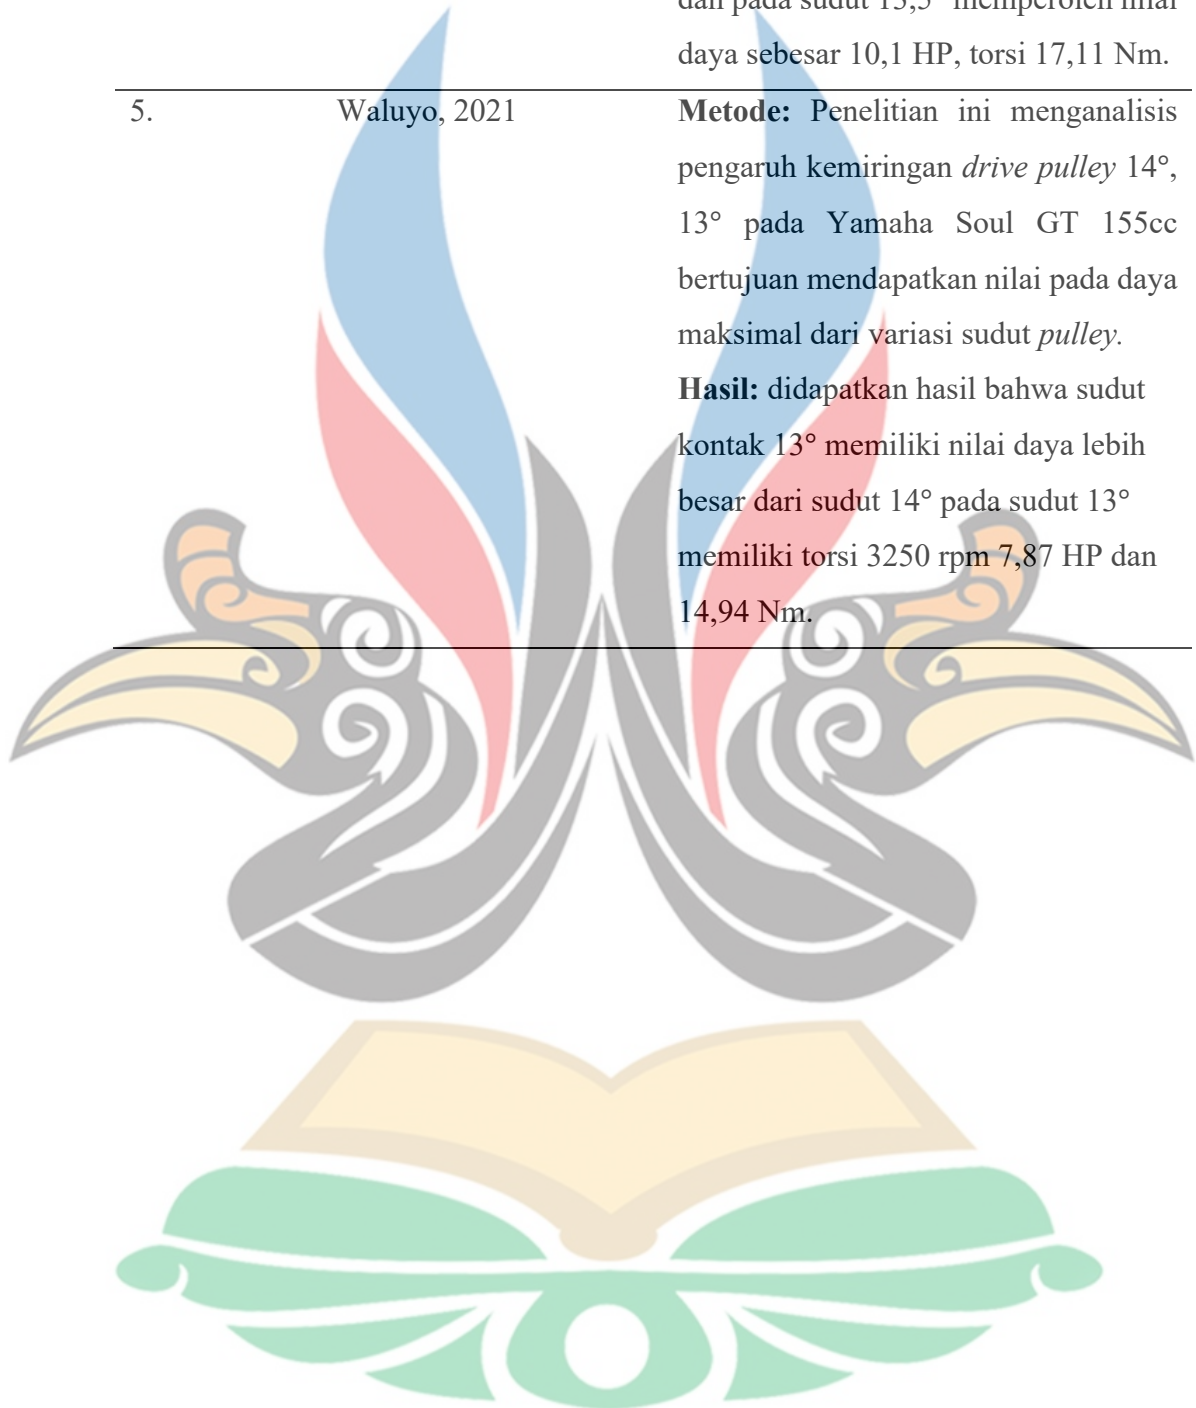 daya sebesar 10,1 HP, torsi 17,11 Nm.
5. Waluyo, 2021 Metode: Penelitian ini menganalisis
pengaruh kemiringan drive pulley 14°,
13° pada Yamaha Soul GT 155cc
bertujuan mendapatkan nilai pada daya
maksimal dari variasi sudut pulley.
Hasil: didapatkan hasil bahwa sudut
kontak 13° memiliki nilai daya lebih
besar dari sudut 14° pada sudut 13°
memiliki torsi 3250 rpm 7,87 HP dan
14,94 Nm.